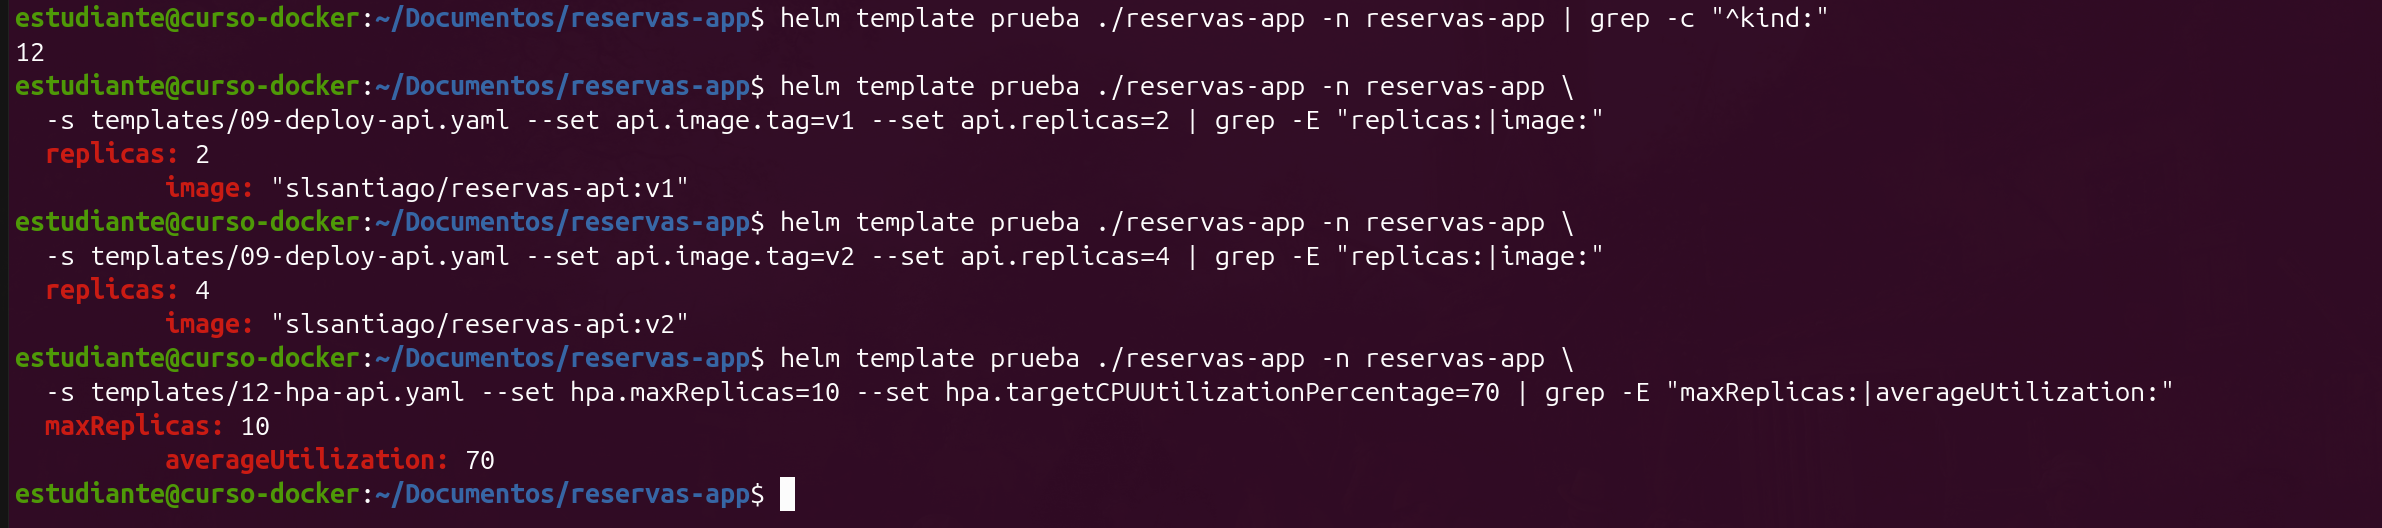 estudiante@curso-docker:~/Documentos/reservas-app$ helm template prueba ./reservas-app -n reservas-app | grep -c "^kind:"
12
estudiante@curso-docker:~/Documentos/reservas-app$ helm template prueba ./reservas-app -n reservas-app \
  -s templates/09-deploy-api.yaml --set api.image.tag=v1 --set api.replicas=2 | grep -E "replicas:|image:"
  replicas: 2
          image: "slsantiago/reservas-api:v1"
estudiante@curso-docker:~/Documentos/reservas-app$ helm template prueba ./reservas-app -n reservas-app \
  -s templates/09-deploy-api.yaml --set api.image.tag=v2 --set api.replicas=4 | grep -E "replicas:|image:"
  replicas: 4
          image: "slsantiago/reservas-api:v2"
estudiante@curso-docker:~/Documentos/reservas-app$ helm template prueba ./reservas-app -n reservas-app \
  -s templates/12-hpa-api.yaml --set hpa.maxReplicas=10 --set hpa.targetCPUUtilizationPercentage=70 | grep -E "maxReplicas:|averageUtilization:"
  maxReplicas: 10
          averageUtilization: 70
estudiante@curso-docker:~/Documentos/reservas-app$